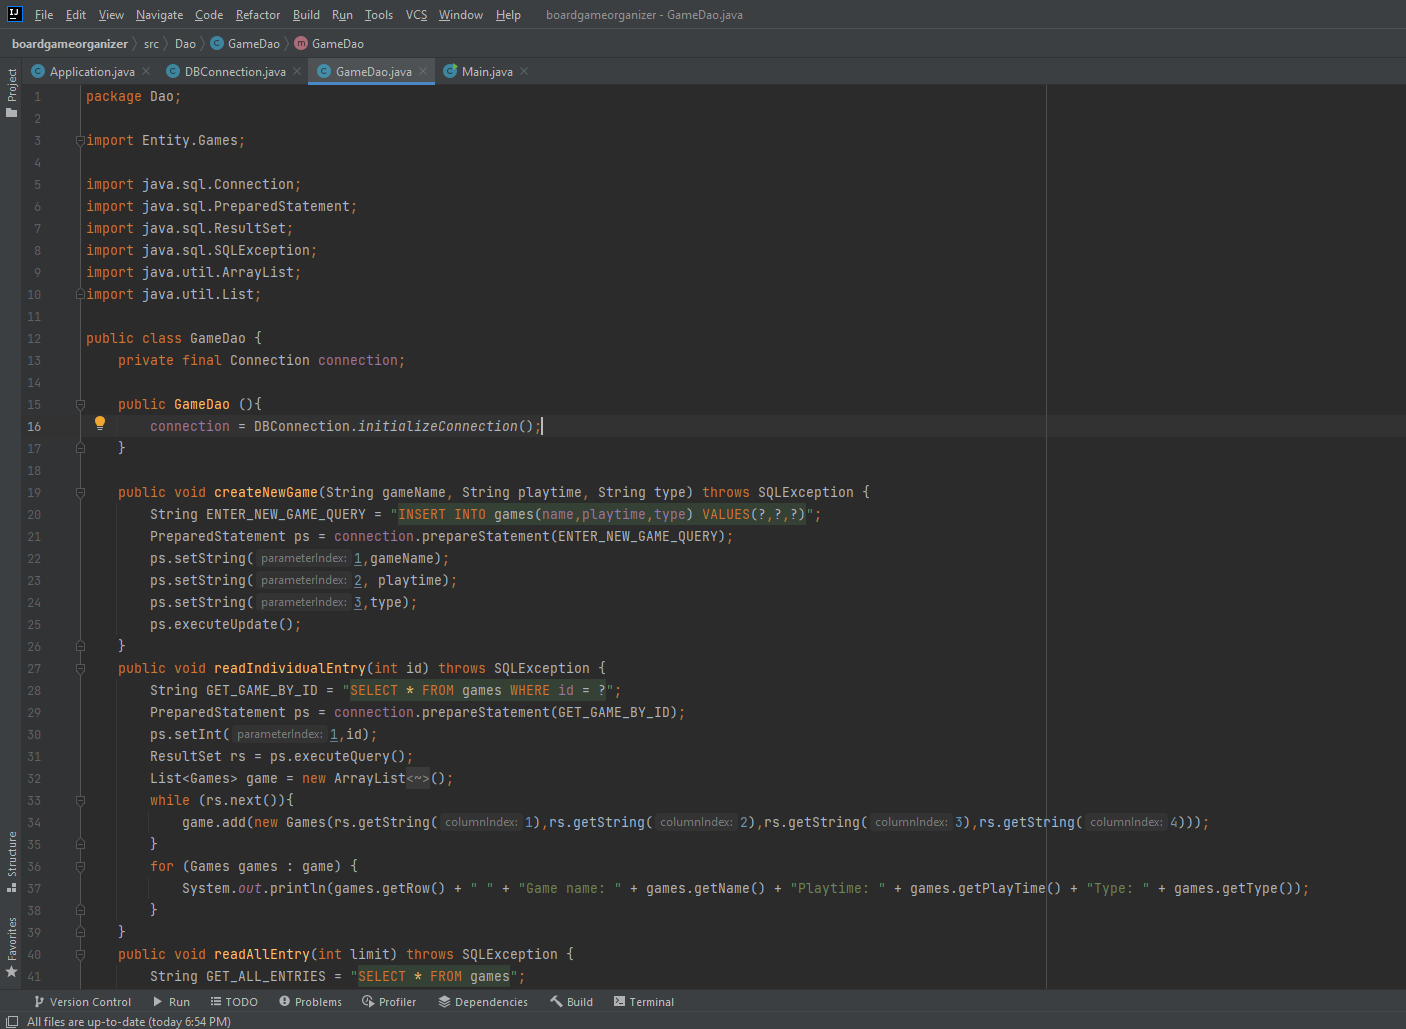 File Edit View Navigate Code Refactor Build Run Tools VCS Window Help boardgameorganizer - GameDao.java
boardgameorganizer src Dao GameDao GameDao
Application.java DBConnection.java GameDao.java Main.java
Project
1 package Dao;
2
3 import Entity.Games;
4
5 import java.sql.Connection;
6 import java.sql.PreparedStatement;
7 import java.sql.ResultSet;
8 import java.sql.SQLException;
9 import java.util.ArrayList;
10 import java.util.List;
11
12 public class GameDao {
13 private final Connection connection;
14
15 public GameDao (){
16 connection = DBConnection.initializeConnection();
17 }
18
19 public void createNewGame(String gameName, String playtime, String type) throws SQLException {
20 String ENTER_NEW_GAME_QUERY = "INSERT INTO games(name,playtime,type) VALUES(?,?,?)";
21 PreparedStatement ps = connection.prepareStatement(ENTER_NEW_GAME_QUERY);
22 ps.setString( parameterIndex: 1,gameName);
23 ps.setString( parameterIndex: 2, playtime);
24 ps.setString( parameterIndex: 3,type);
25 ps.executeUpdate();
26 }
27 public void readIndividualEntry(int id) throws SQLException {
28 String GET_GAME_BY_ID = "SELECT * FROM games WHERE id = ?";
29 PreparedStatement ps = connection.prepareStatement(GET_GAME_BY_ID);
30 ps.setInt( parameterIndex: 1,id);
31 ResultSet rs = ps.executeQuery();
32 List<Games> game = new ArrayList<~>();
33 while (rs.next()){
34 game.add(new Games(rs.getString( columnIndex: 1),rs.getString( columnIndex: 2),rs.getString( columnIndex: 3),rs.getString( columnIndex: 4)));
35 }
36 for (Games games : game) {
37 System.out.println(games.getRow() + " " + "Game name: " + games.getName() + "Playtime: " + games.getPlayTime() + "Type: " + games.getType());
38 }
39 }
40 public void readAllEntry(int limit) throws SQLException {
41 String GET_ALL_ENTRIES = "SELECT * FROM games";
Structure
Favorites
Version Control Run TODO Problems Profiler Dependencies Build Terminal
All files are up-to-date (today 6:54 PM)